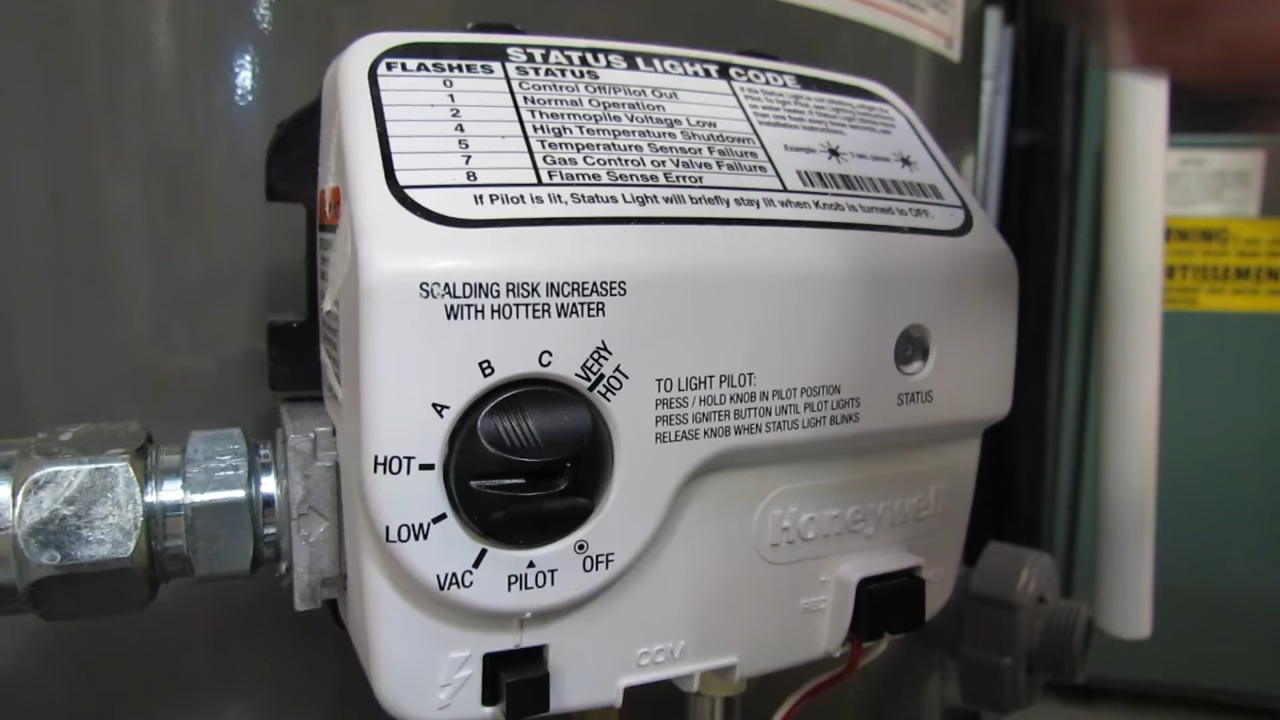 STATUS LIGHT CODE
FLASHES STATUS
0 Control Off/Pilot Out
1 Normal Operation
2 Thermopile Voltage Low
4 High Temperature Shutdown
5 Temperature Sensor Failure
7 Gas Control or Valve Failure
8 Flame Sense Error
Example:
If Pilot is lit, Status Light will briefly stay lit when Knob is turned to OFF.
SCALDING RISK INCREASES
WITH HOTTER WATER
A
B
C
VERY
HOT
HOT
LOW
VAC
PILOT
OFF
TO LIGHT PILOT:
PRESS / HOLD KNOB IN PILOT POSITION
PRESS IGNITER BUTTON UNTIL PILOT LIGHTS
RELEASE KNOB WHEN STATUS LIGHT BLINKS
STATUS
Honeywell
COM